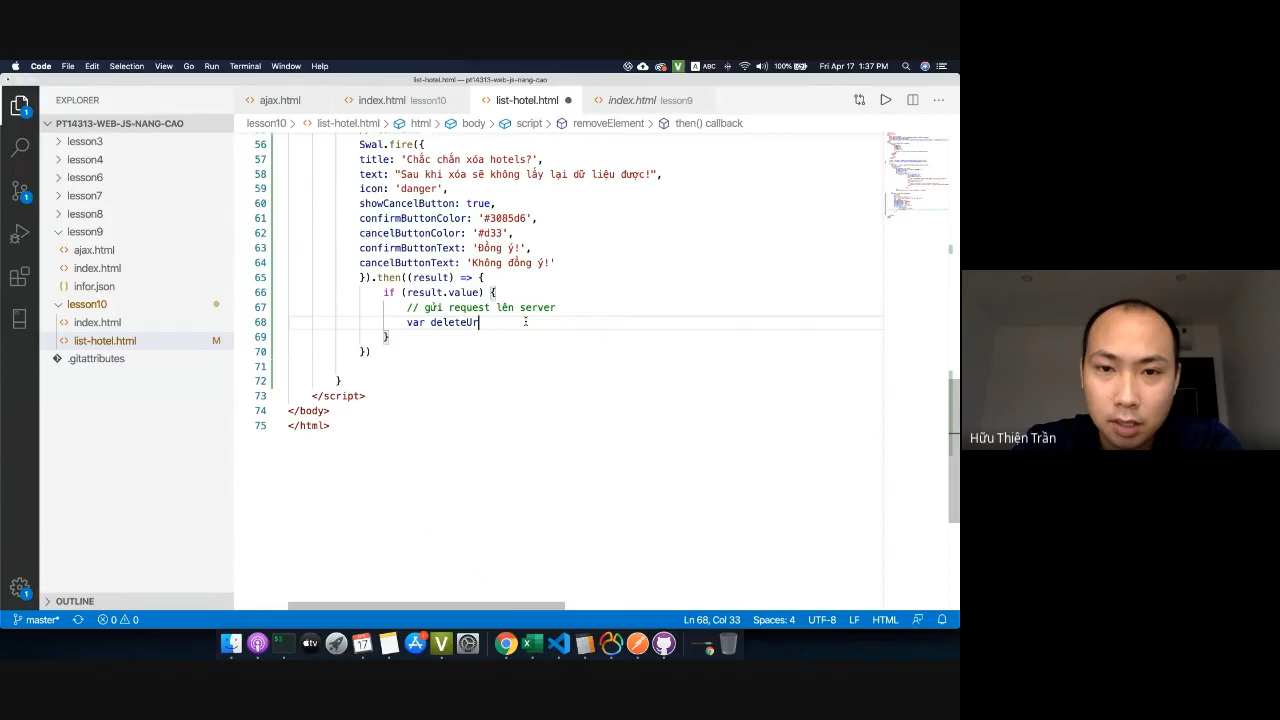 Code File Edit Selection View Go Run Terminal Window Help
ABC 100% Fri Apr 17 1:37 PM
list-hotel.html — pt14313-web-js-nang-cao
EXPLORER
ajax.html
index.html lesson10
list-hotel.html
index.html lesson9
PT14313-WEB-JS-NANG-CAO
lesson10 > list-hotel.html > html > body > script > removeElement > then() callback
lesson3
lesson4
lesson6
lesson7
lesson8
lesson9
ajax.html
index.html
infor.json
lesson10
index.html
list-hotel.html M
.gitattributes
56 re({
57 title: 'Chắc chắn xóa hotels?',
58 text: "Sau khi xóa sẽ không lấy lại dữ liệu được!",
59 icon: 'danger',
60 showCancelButton: true,
61 confirmButtonColor: '#3085d6',
62 cancelButtonColor: '#d33',
63 confirmButtonText: 'Đồng ý!',
64 cancelButtonText: 'Không đồng ý!'
65 }).then((result) => {
66 if (result.value) {
67 // gửi request lên server
68 var deleteUr
69 }
70 })
71
72 }
73 </script>
74 </body>
75 </html>
Hữu Thiện Trần
OUTLINE
master* 0 0 Ln 68, Col 33 Spaces: 4 UTF-8 LF HTML